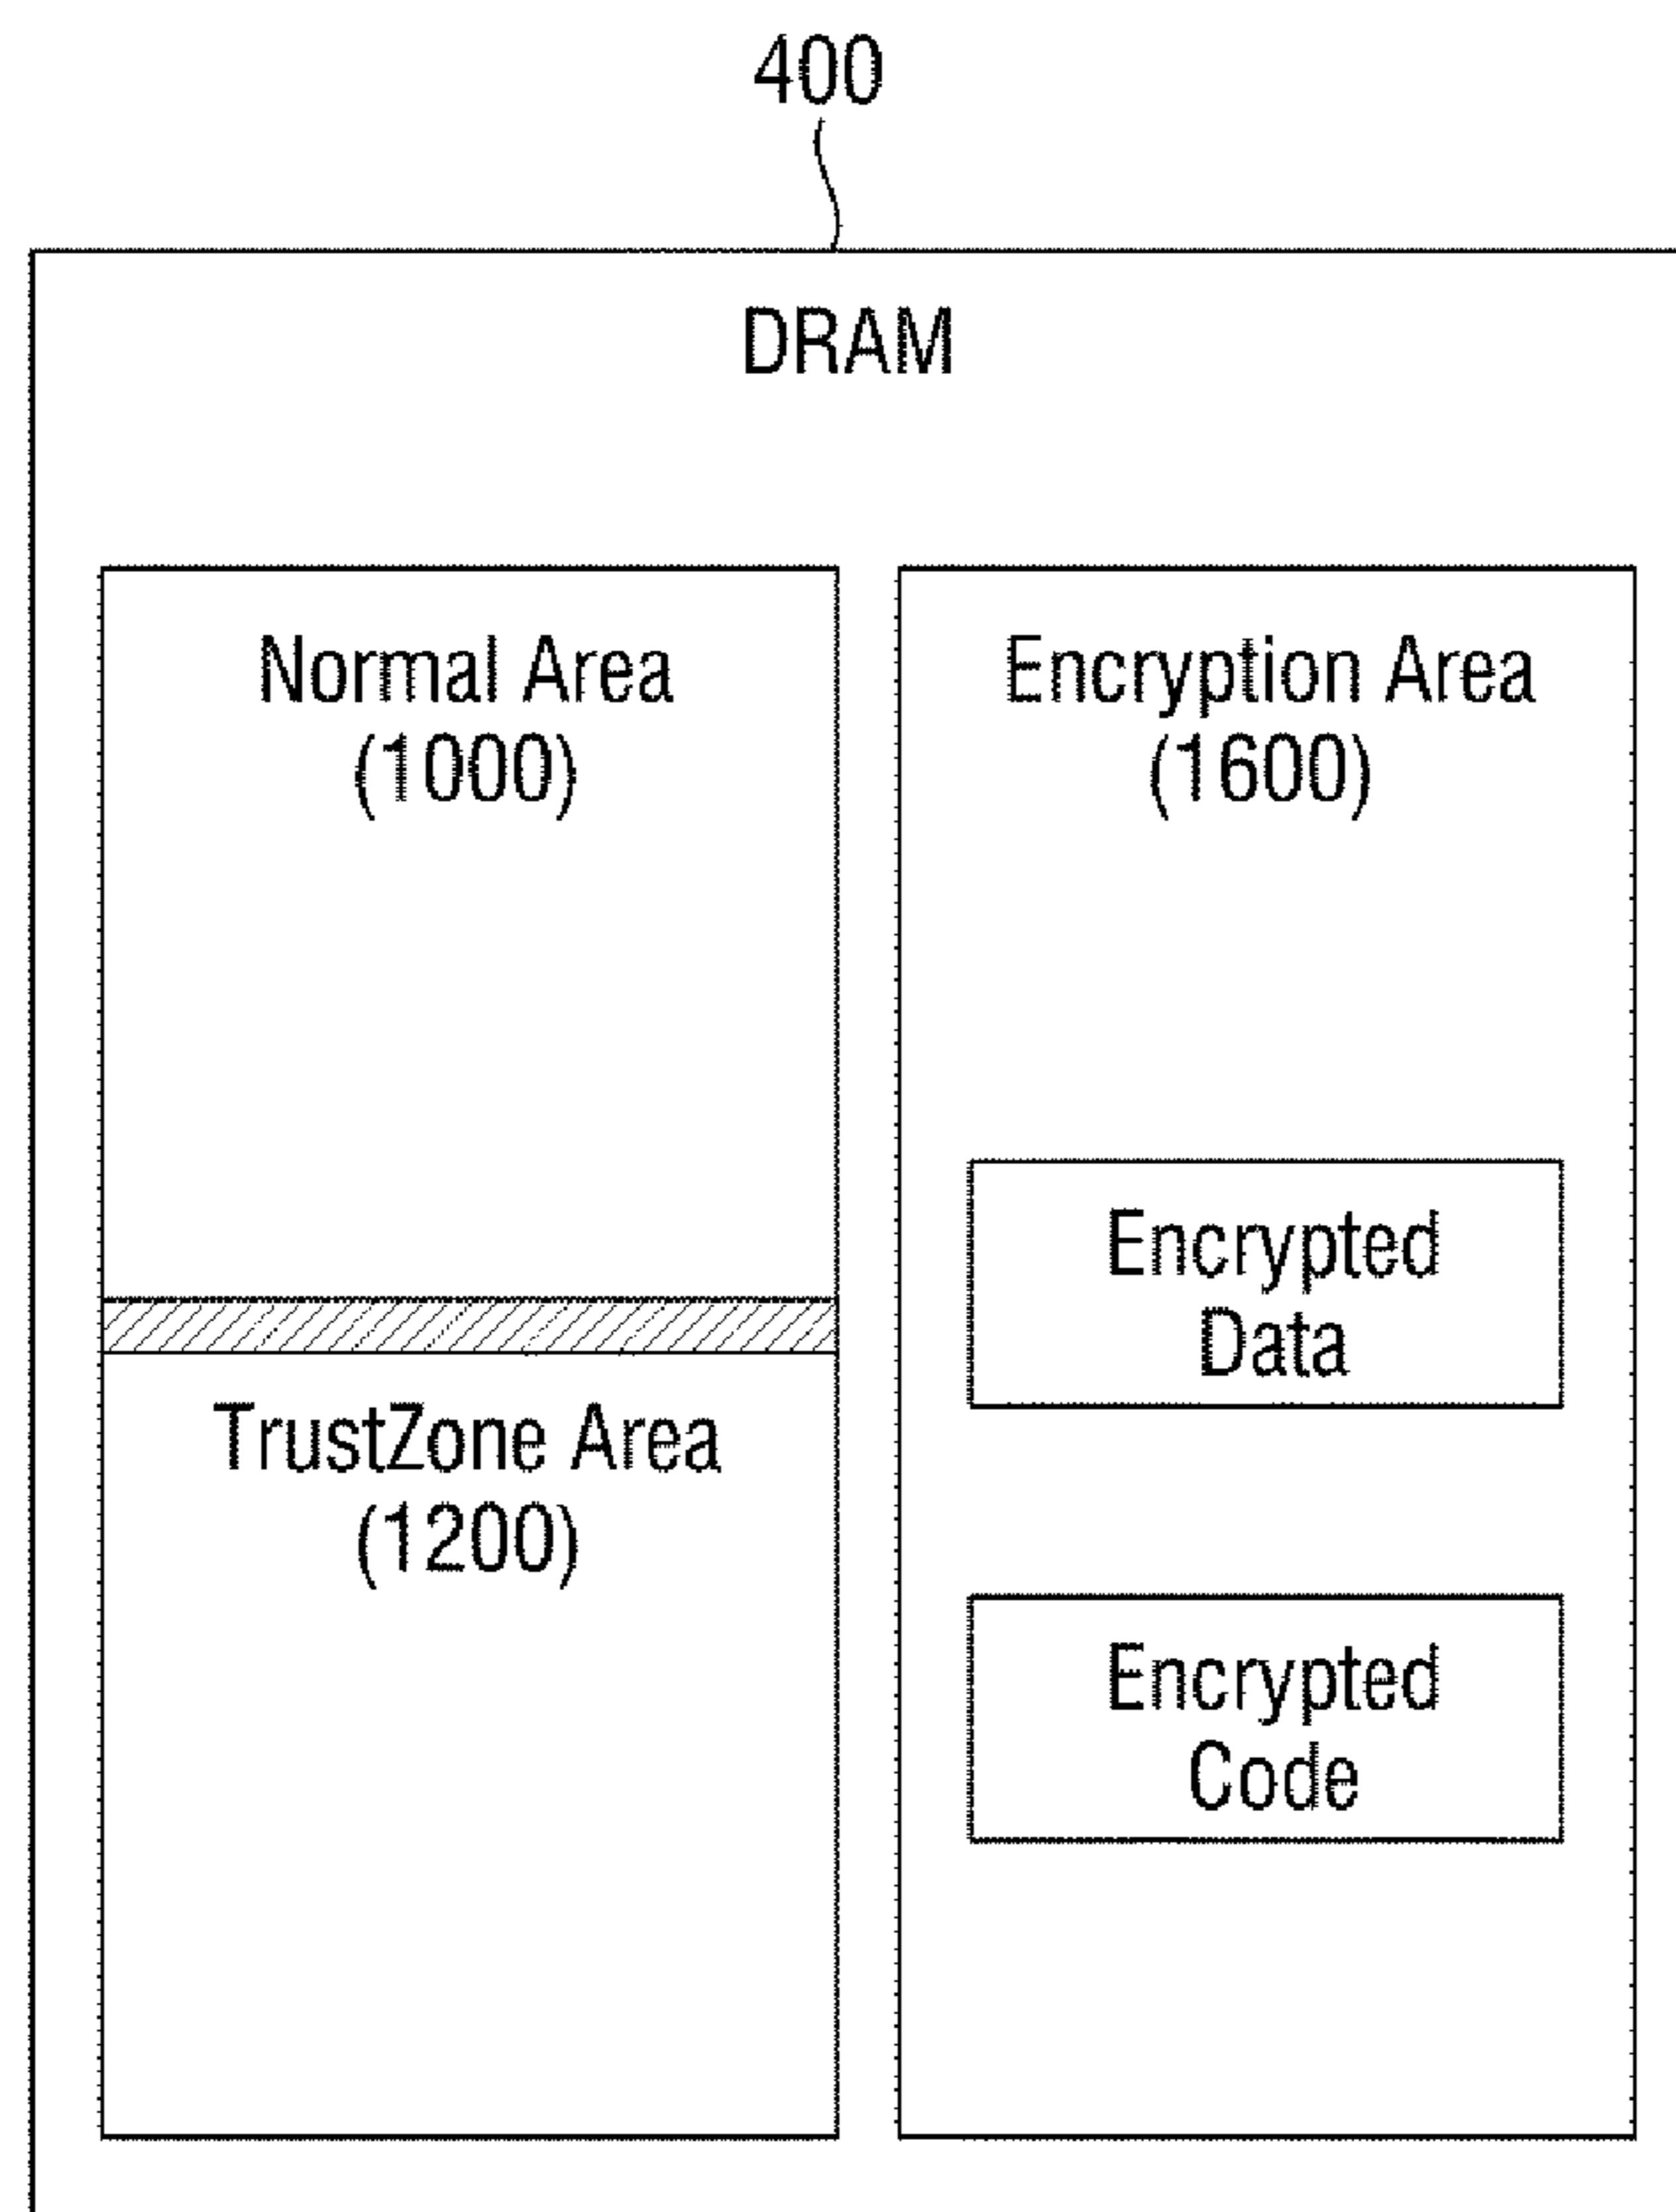 400
DRAM
Normal Area
(1000)
TrustZone Area
(1200)
Encryption Area
(1600)
Encrypted
Data
Encrypted
Code